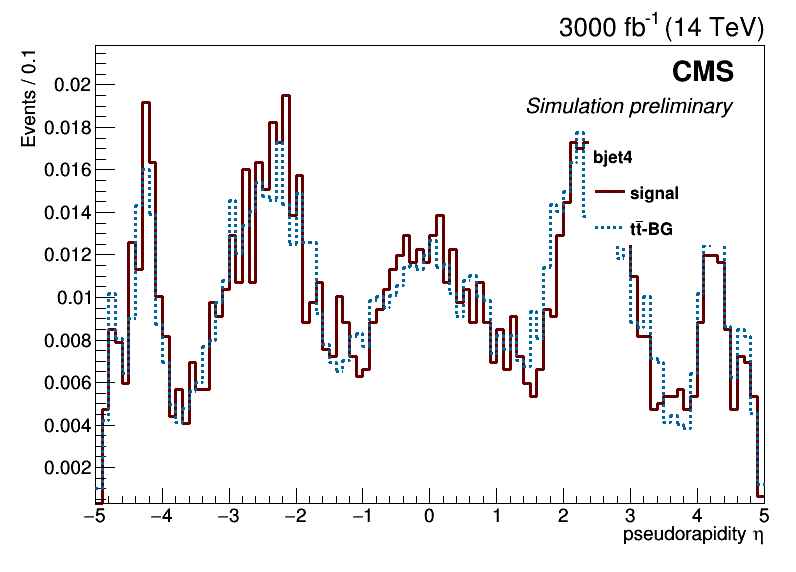 3000 fb⁻¹ (14 TeV)
Events / 0.1
CMS
Simulation preliminary
bjet4
signal
tt̄-BG
0.02
0.018
0.016
0.014
0.012
0.01
0.008
0.006
0.004
0.002
−5 −4 −3 −2 −1 0 1 2 3 4 5
pseudorapidity η